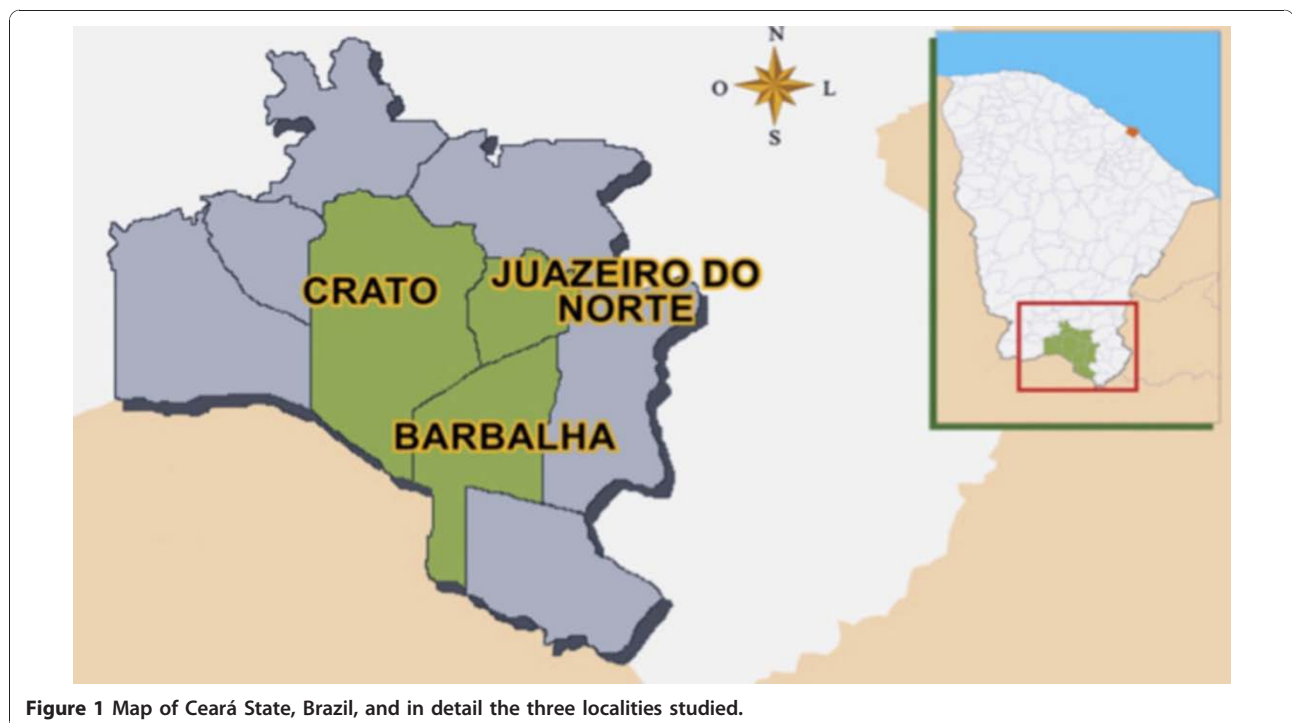 N
O L
S
CRATO
JUAZEIRO DO
NORTE
BARBALHA
Figure 1 Map of Ceará State, Brazil, and in detail the three localities studied.